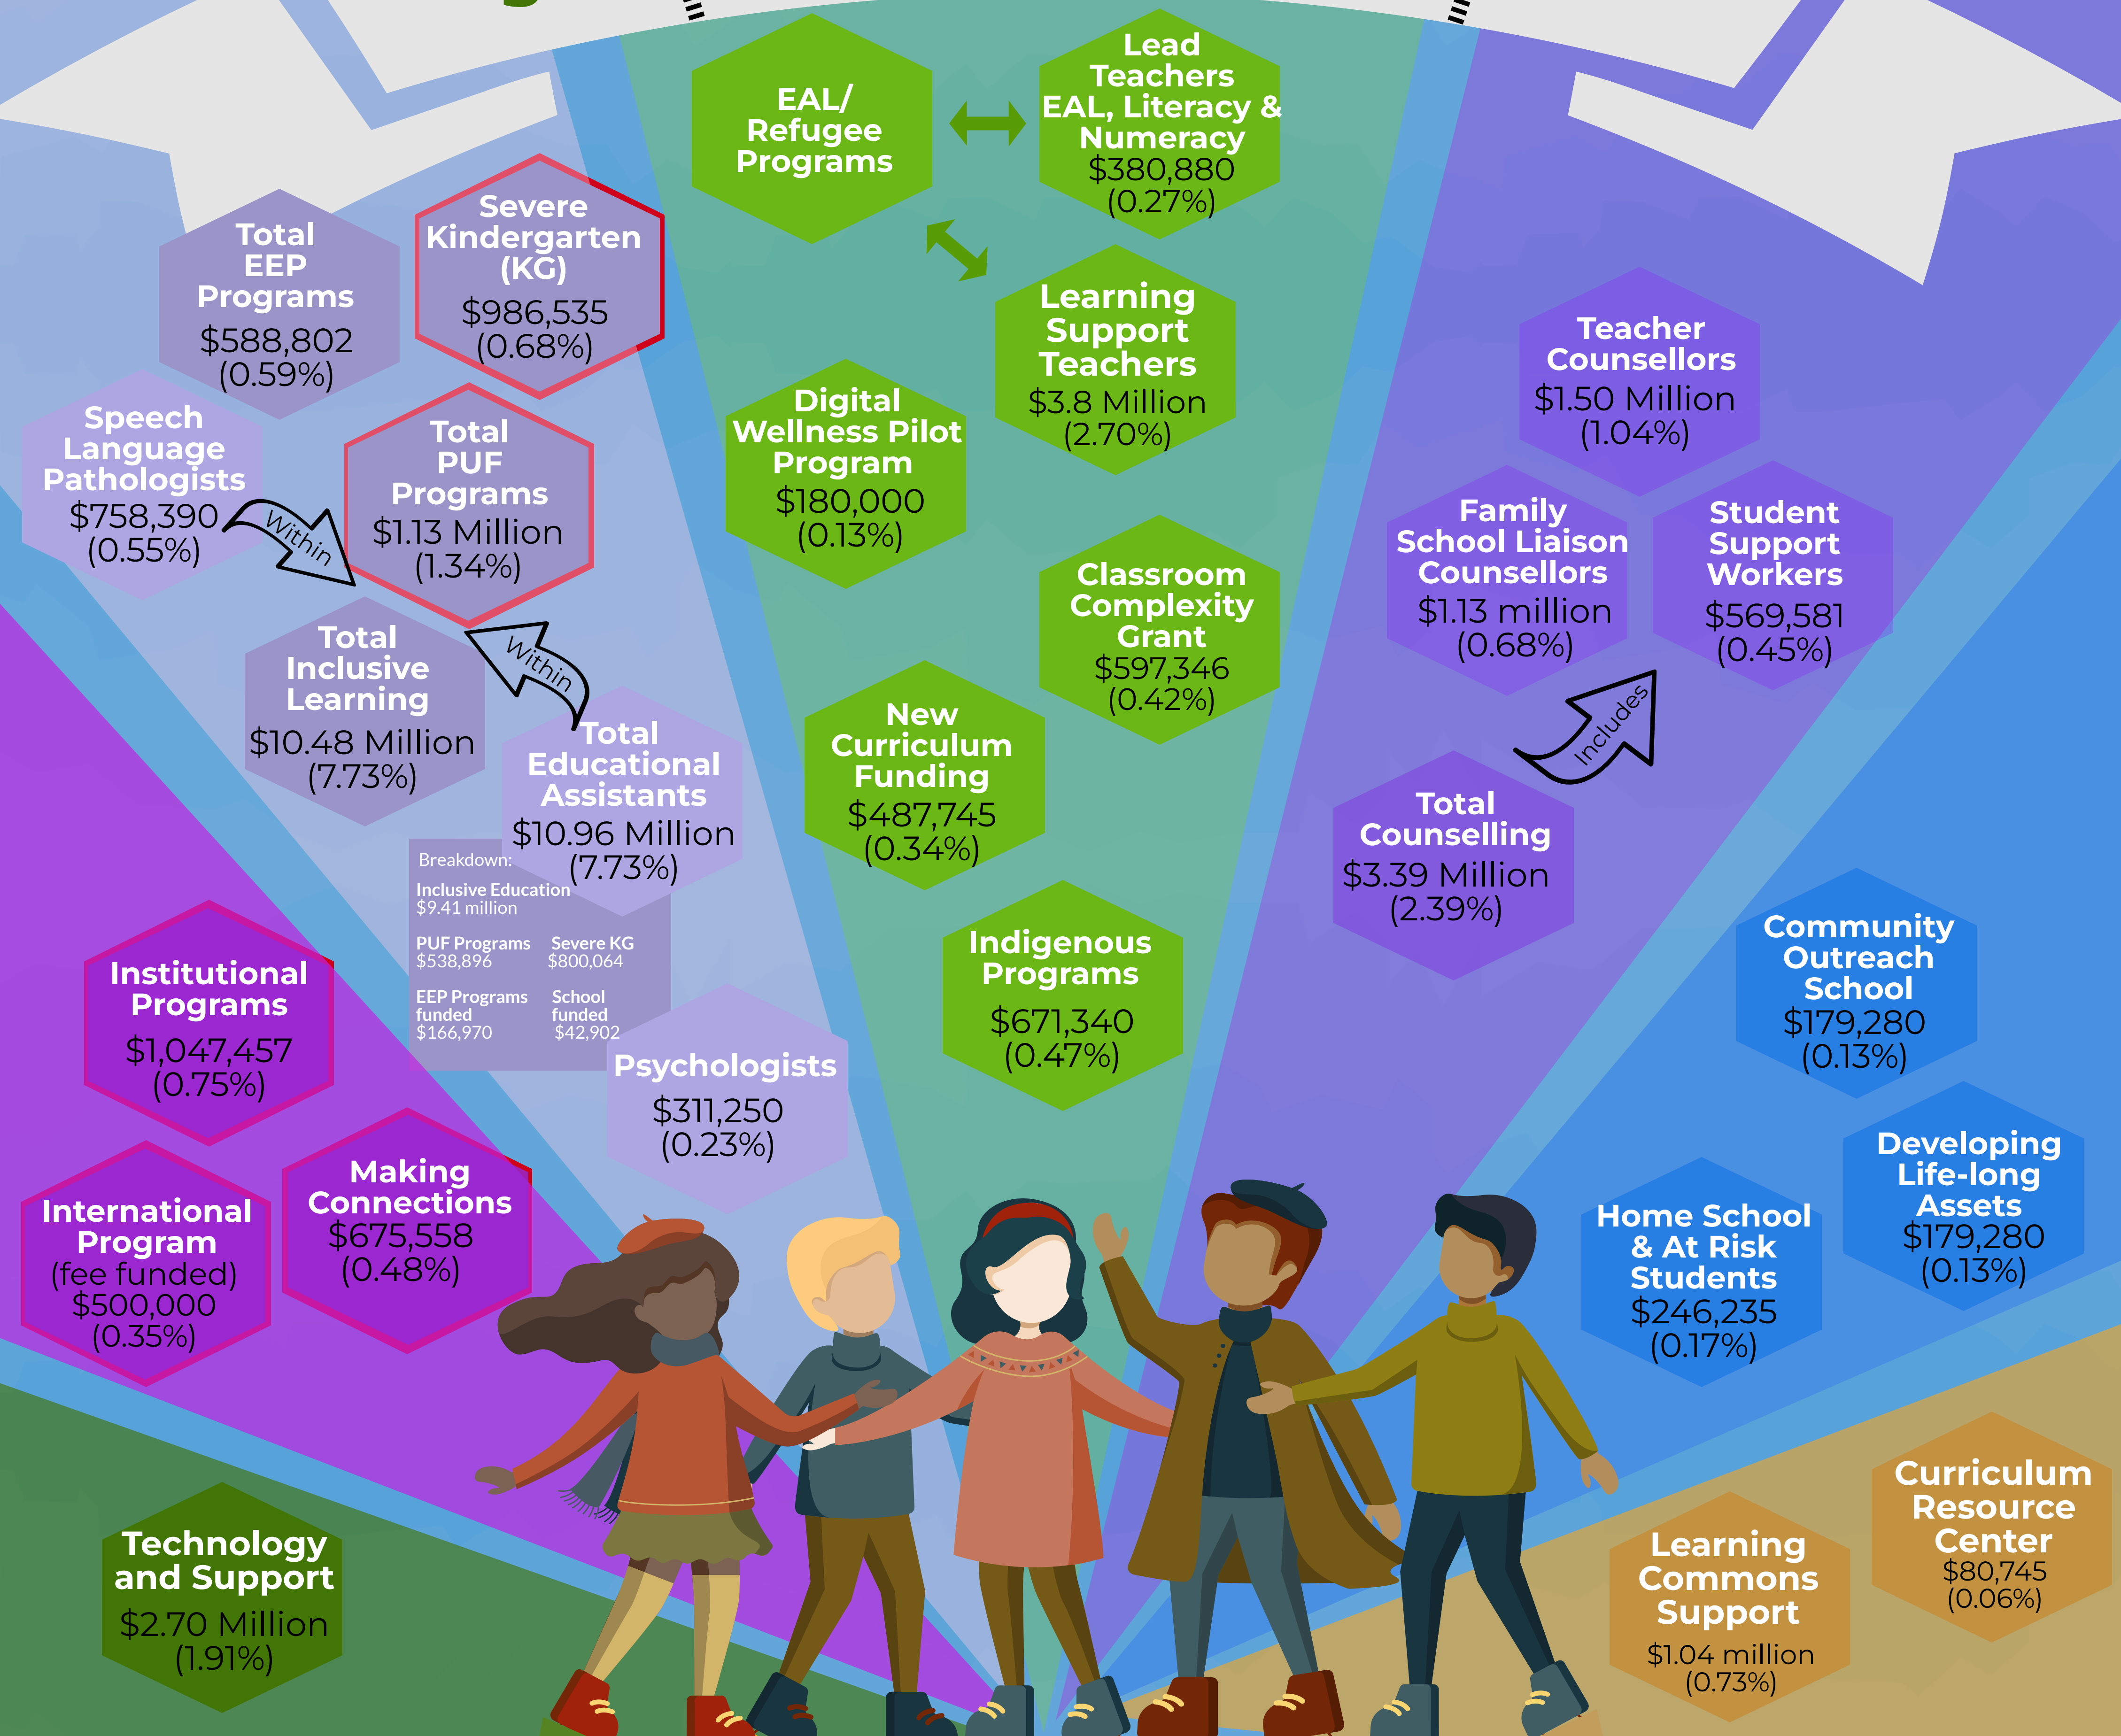 EAL/
Refugee
Programs
Lead
Teachers
EAL, Literacy &
Numeracy
$380,880
(0.27%)
Total
EEP
Programs
$588,802
(0.59%)
Severe
Kindergarten
(KG)
$986,535
(0.68%)
Learning
Support
Teachers
$3.8 Million
(2.70%)
Teacher
Counsellors
$1.50 Million
(1.04%)
Speech
Language
Pathologists
$758,390
(0.55%)
Within
Total
PUF
Programs
$1.13 Million
(1.34%)
Digital
Wellness Pilot
Program
$180,000
(0.13%)
Family
School Liaison
Counsellors
$1.13 million
(0.68%)
Student
Support
Workers
$569,581
(0.45%)
Classroom
Complexity
Grant
$597,346
(0.42%)
Total
Inclusive
Learning
$10.48 Million
(7.73%)
Within
Total
Educational
Assistants
$10.96 Million
(7.73%)
New
Curriculum
Funding
$487,745
(0.34%)
Includes
Total
Counselling
$3.39 Million
(2.39%)
Breakdown:
Inclusive Education
$9.41 million
PUF Programs
$538,896
Severe KG
$800,064
EEP Programs
funded
$166,970
School
funded
$42,902
Indigenous
Programs
$671,340
(0.47%)
Community
Outreach
School
$179,280
(0.13%)
Institutional
Programs
$1,047,457
(0.75%)
Psychologists
$311,250
(0.23%)
Developing
Life-long
Assets
$179,280
(0.13%)
International
Program
(fee funded)
$500,000
(0.35%)
Making
Connections
$675,558
(0.48%)
Home School
& At Risk
Students
$246,235
(0.17%)
Technology
and Support
$2.70 Million
(1.91%)
Learning
Commons
Support
$1.04 million
(0.73%)
Curriculum
Resource
Center
$80,745
(0.06%)